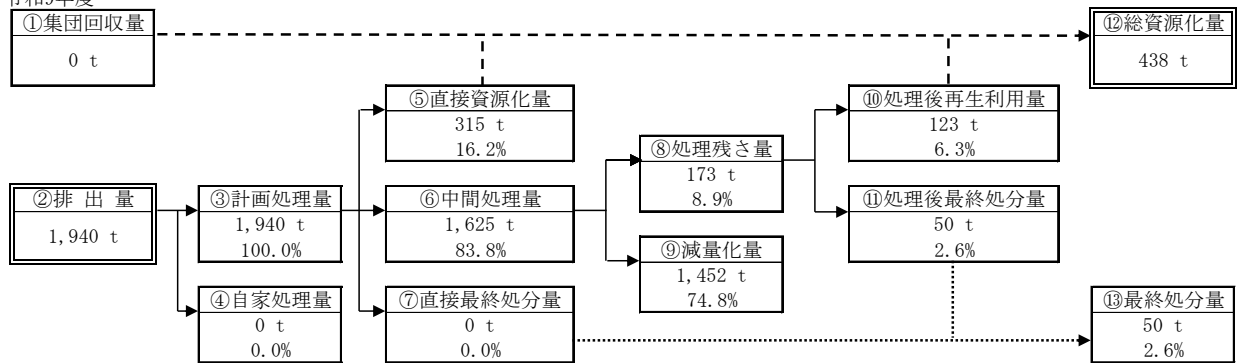 ①集団回収量
0 t
⑫総資源化量
438 t
⑤直接資源化量
315 t
16.2%
⑩処理後再生利用量
123 t
6.3%
⑧処理残さ量
173 t
8.9%
②排 出 量
1,940 t
③計画処理量
1,940 t
100.0%
⑥中間処理量
1,625 t
83.8%
⑪処理後最終処分量
50 t
2.6%
⑨減量化量
1,452 t
74.8%
④自家処理量
0 t
0.0%
⑦直接最終処分量
0 t
0.0%
⑬最終処分量
50 t
2.6%